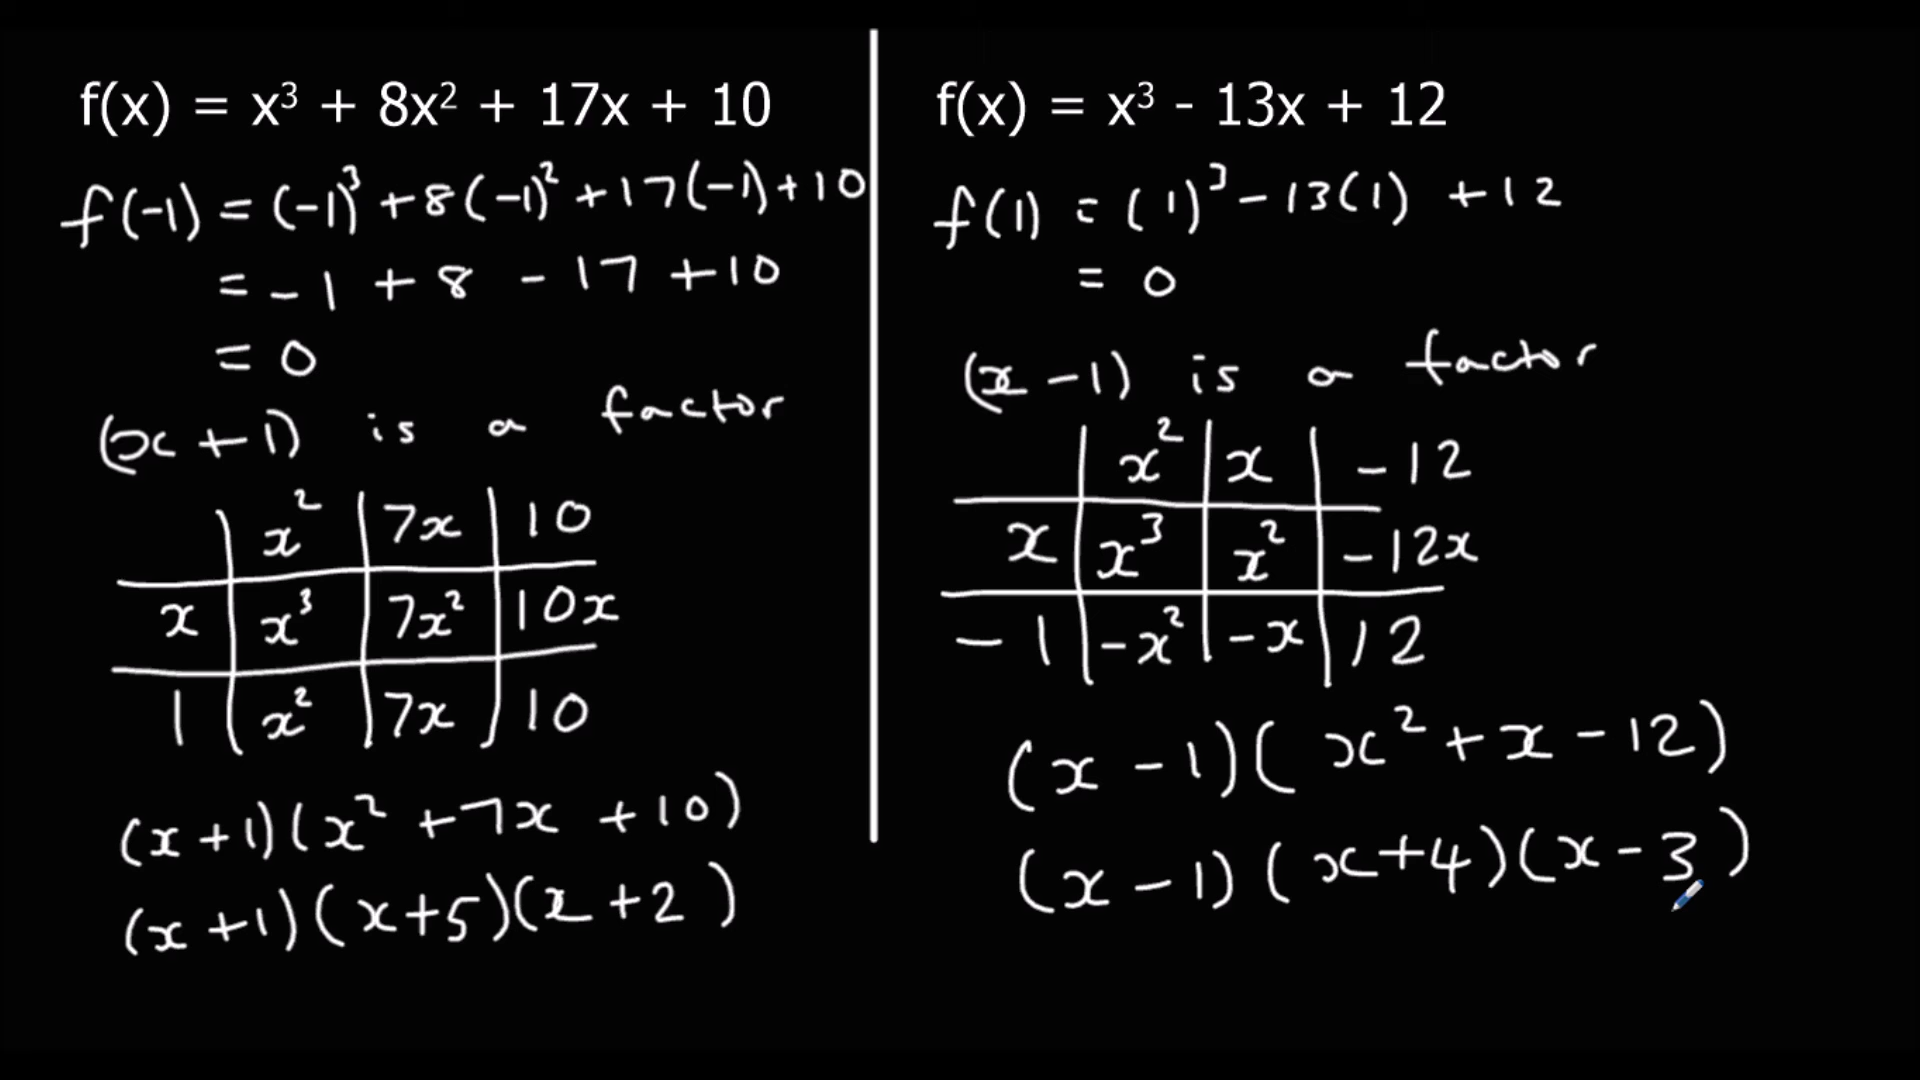 f(x) = x³ + 8x² + 17x + 10
f(-1) = (-1)³ + 8(-1)² + 17(-1) + 10
= -1 + 8 - 17 + 10
= 0
(x + 1) is a factor
x² | 7x | 10
x | x³ | 7x² | 10x
1 | x² | 7x | 10
(x + 1)(x² + 7x + 10)
(x + 1)(x + 5)(x + 2)
f(x) = x³ - 13x + 12
f(1) = (1)³ - 13(1) + 12
= 0
(x - 1) is a factor
x² | x | -12
x | x³ | x² | -12x
-1 | -x² | -x | 12
(x - 1)(x² + x - 12)
(x - 1)(x + 4)(x - 3)